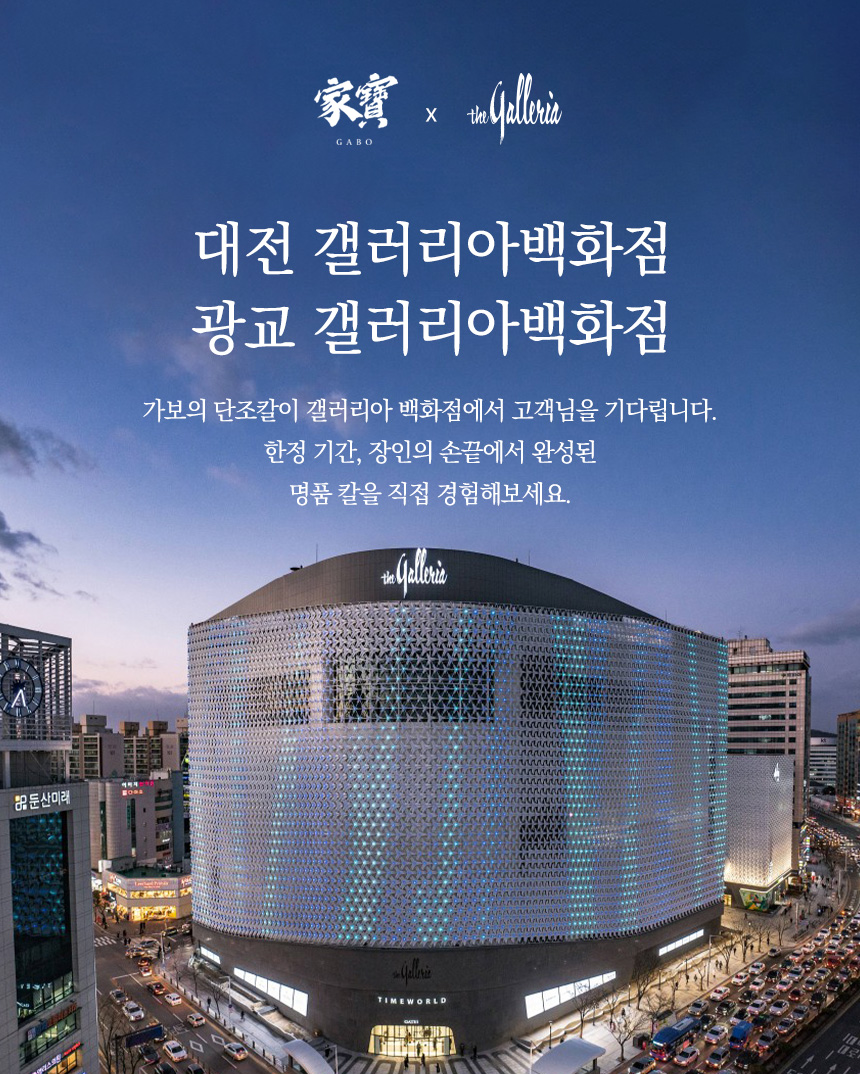 家寶 x the Galleria
GABO
대전 갤러리아백화점
광교 갤러리아백화점
가보의 단조칼이 갤러리아 백화점에서 고객님을 기다립니다.
한정 기간, 장인의 손끝에서 완성된
명품 칼을 직접 경험해보세요.
the Galleria
둔산미래
the Galleria
TIMEWORLD